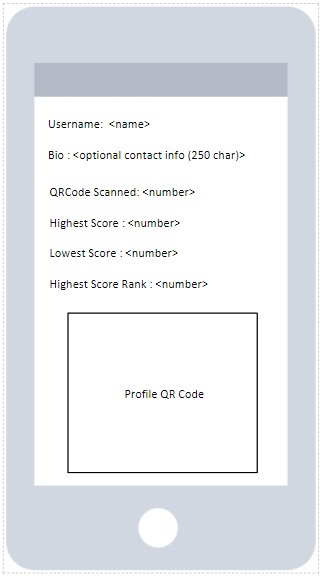 Username:  <name>
Bio : <optional contact info (250 char)>
QRCode Scanned: <number>
Highest Score : <number>
Lowest Score : <number>
Highest Score Rank : <number>
Profile QR Code